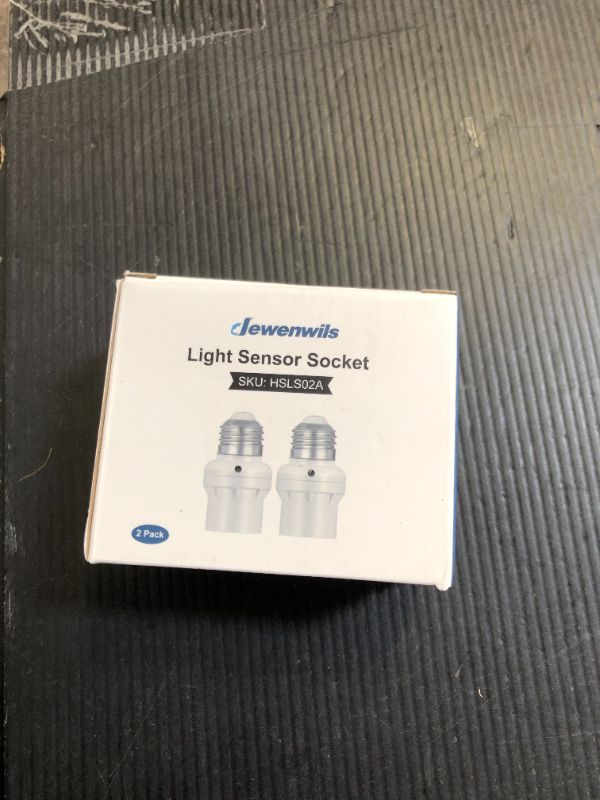 dewenwils
Light Sensor Socket
SKU: HSLS02A
2 Pack